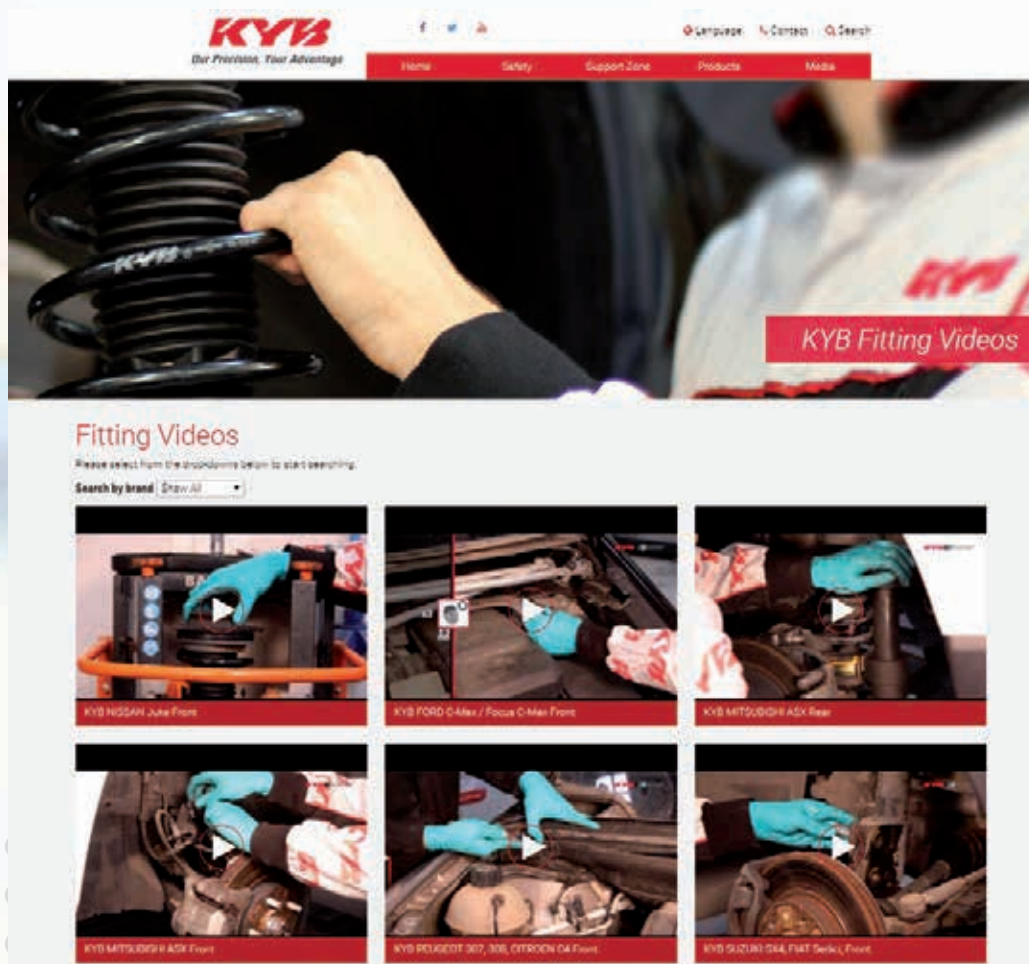 KYB
Our Precision, Your Advantage
Language Contact Search
Home Safety Support Zone Products Media
KYB
KYB
KYB Fitting Videos
Fitting Videos
Please select from the dropdowns below to start searching.
Search by brand Show All
KYB NISSAN Juke Front
KYB FORD C-Max / Focus C-Max Front
KYB MITSUBISHI ASX Rear
KYB MITSUBISHI ASX Front
KYB PEUGEOT 307, 308, CITROEN C4 Front
KYB SUZUKI SX4, FIAT Sedici, Front